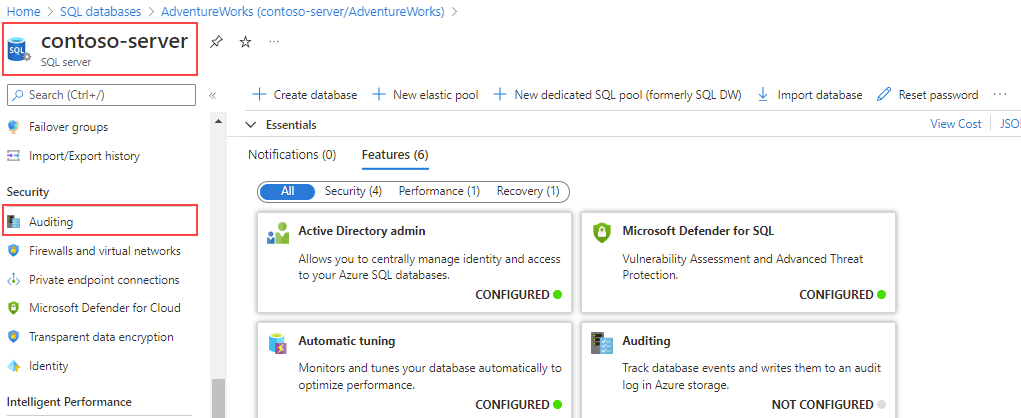 Home > SQL databases > AdventureWorks (contoso-server/AdventureWorks) >
SQL
contoso-server
SQL server
Search (Ctrl+/)
«
Failover groups
Import/Export history
Security
Auditing
Firewalls and virtual networks
Private endpoint connections
Microsoft Defender for Cloud
Transparent data encryption
Identity
Intelligent Performance
Create database
New elastic pool
New dedicated SQL pool (formerly SQL DW)
Import database
Reset password
Essentials
View Cost
JSO
Notifications (0)
Features (6)
All
Security (4)
Performance (1)
Recovery (1)
Active Directory admin
Allows you to centrally manage identity and access
to your Azure SQL databases.
CONFIGURED
Microsoft Defender for SQL
Vulnerability Assessment and Advanced Threat
Protection.
CONFIGURED
Automatic tuning
Monitors and tunes your database automatically to
optimize performance.
CONFIGURED
Auditing
Track database events and writes them to an audit
log in Azure storage.
NOT CONFIGURED